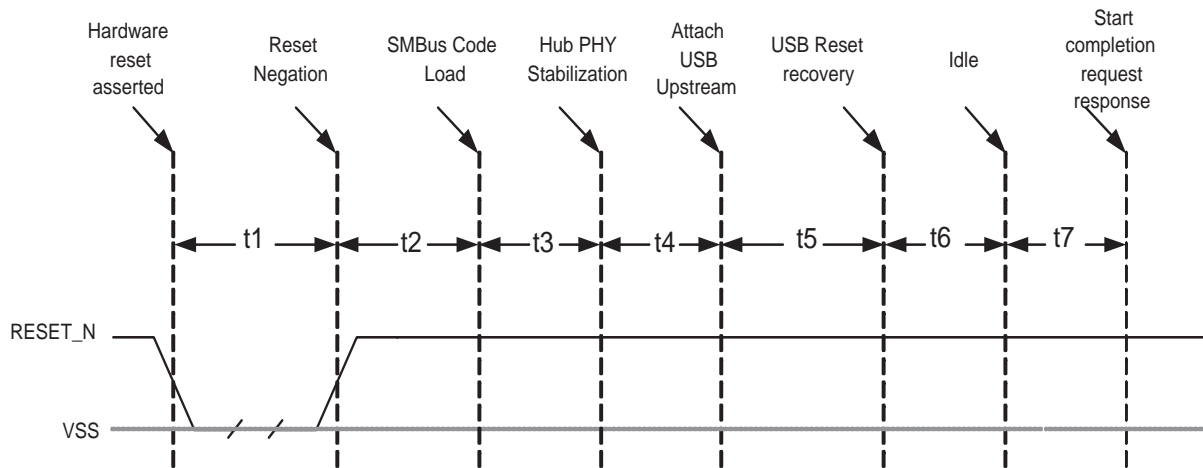 Hardware
reset
asserted
Reset
Negation
SMBus Code
Load
Hub PHY
Stabilization
Attach
USB
Upstream
USB Reset
recovery
Idle
Start
completion
request
response
t1
t2
t3
t4
t5
t6
t7
RESET_N
VSS